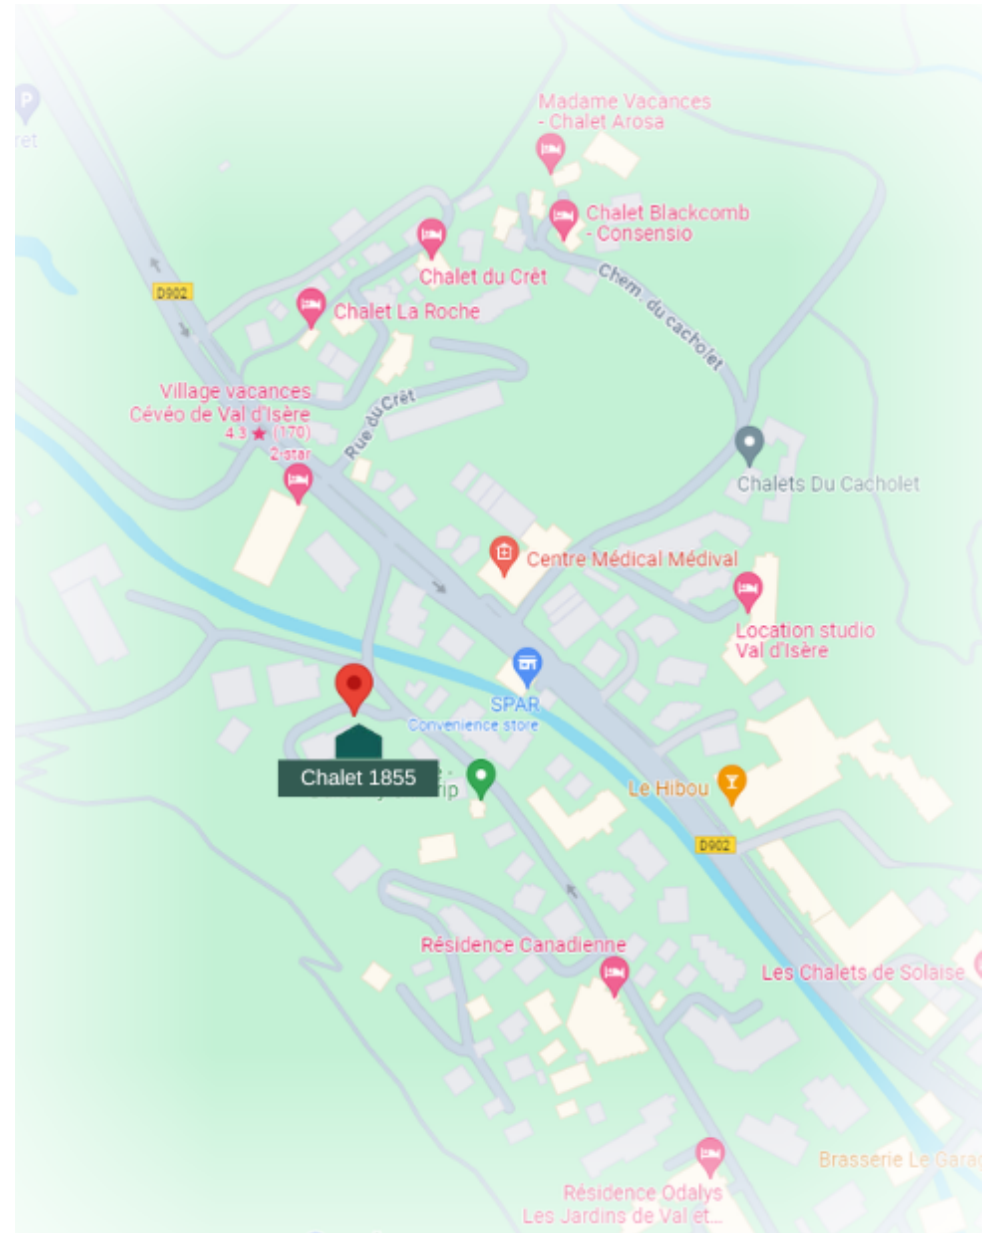 Madame Vacances
- Chalet Arosa
P
ret
Chalet Blackcomb
- Consensio
Chalet du Crêt
Chem. du cacholet
D902
Chalet La Roche
Village vacances
Cévéo de Val d'Isère
4.3 ★ (170)
2-star
Rue du Crêt
Chalets Du Cacholet
Centre Médical Médival
Location studio
Val d'Isère
SPAR
Convenience store
Chalet 1855
Le Hibou
D902
Résidence Canadienne
Les Chalets de Solaise
Brasserie Le Garag
Résidence Odalys
Les Jardins de Val et...